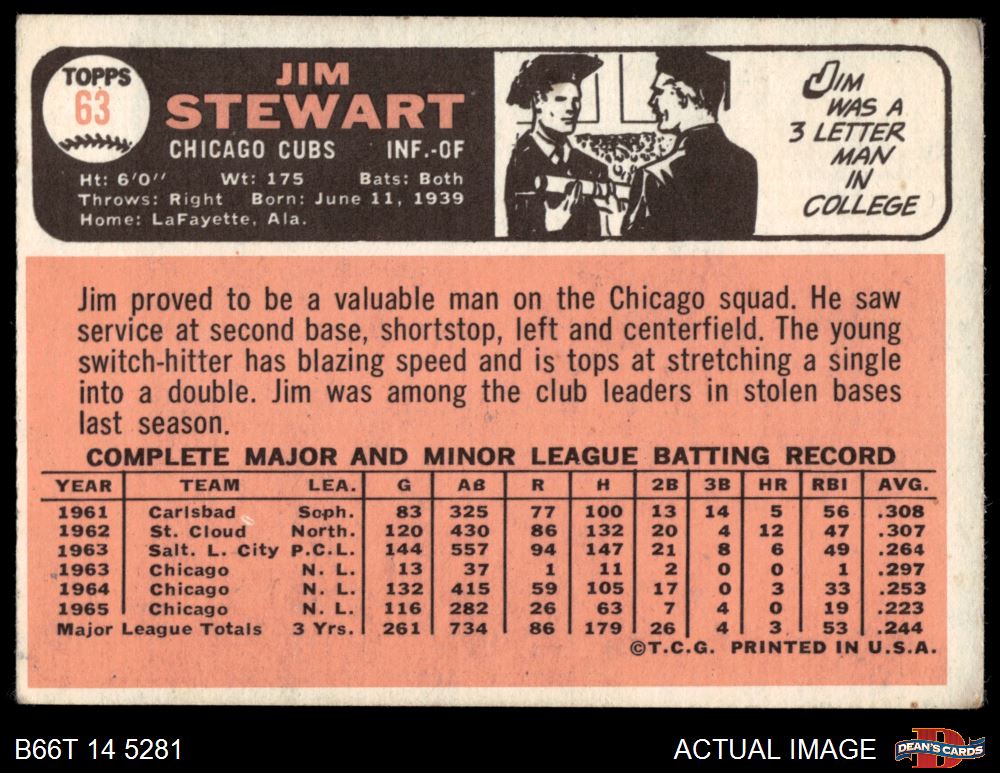 TOPPS
63
JIM
STEWART
CHICAGO CUBS INF.-OF
Ht: 6'0" Wt: 175 Bats: Both
Throws: Right Born: June 11, 1939
Home: LaFayette, Ala.
JIM
WAS A
3 LETTER
MAN
IN
COLLEGE
Jim proved to be a valuable man on the Chicago squad. He saw
service at second base, shortstop, left and centerfield. The young
switch-hitter has blazing speed and is tops at stretching a single
into a double. Jim was among the club leaders in stolen bases
last season.
COMPLETE MAJOR AND MINOR LEAGUE BATTING RECORD
YEAR TEAM LEA. G AB R H 2B 3B HR RBI AVG.
1961 Carlsbad Soph. 83 325 77 100 13 14 5 56 .308
1962 St. Cloud North. 120 430 86 132 20 4 12 47 .307
1963 Salt. L. City P.C.L. 144 557 94 147 21 8 6 49 .264
1963 Chicago N. L. 13 37 1 11 2 0 0 1 .297
1964 Chicago N. L. 132 415 59 105 17 0 3 33 .253
1965 Chicago N. L. 116 282 26 63 7 4 0 19 .223
Major League Totals 3 Yrs. 261 734 86 179 26 4 3 53 .244
©T.C.G. PRINTED IN U.S.A.
B66T 14 5281 ACTUAL IMAGE
D
DEAN'S CARDS